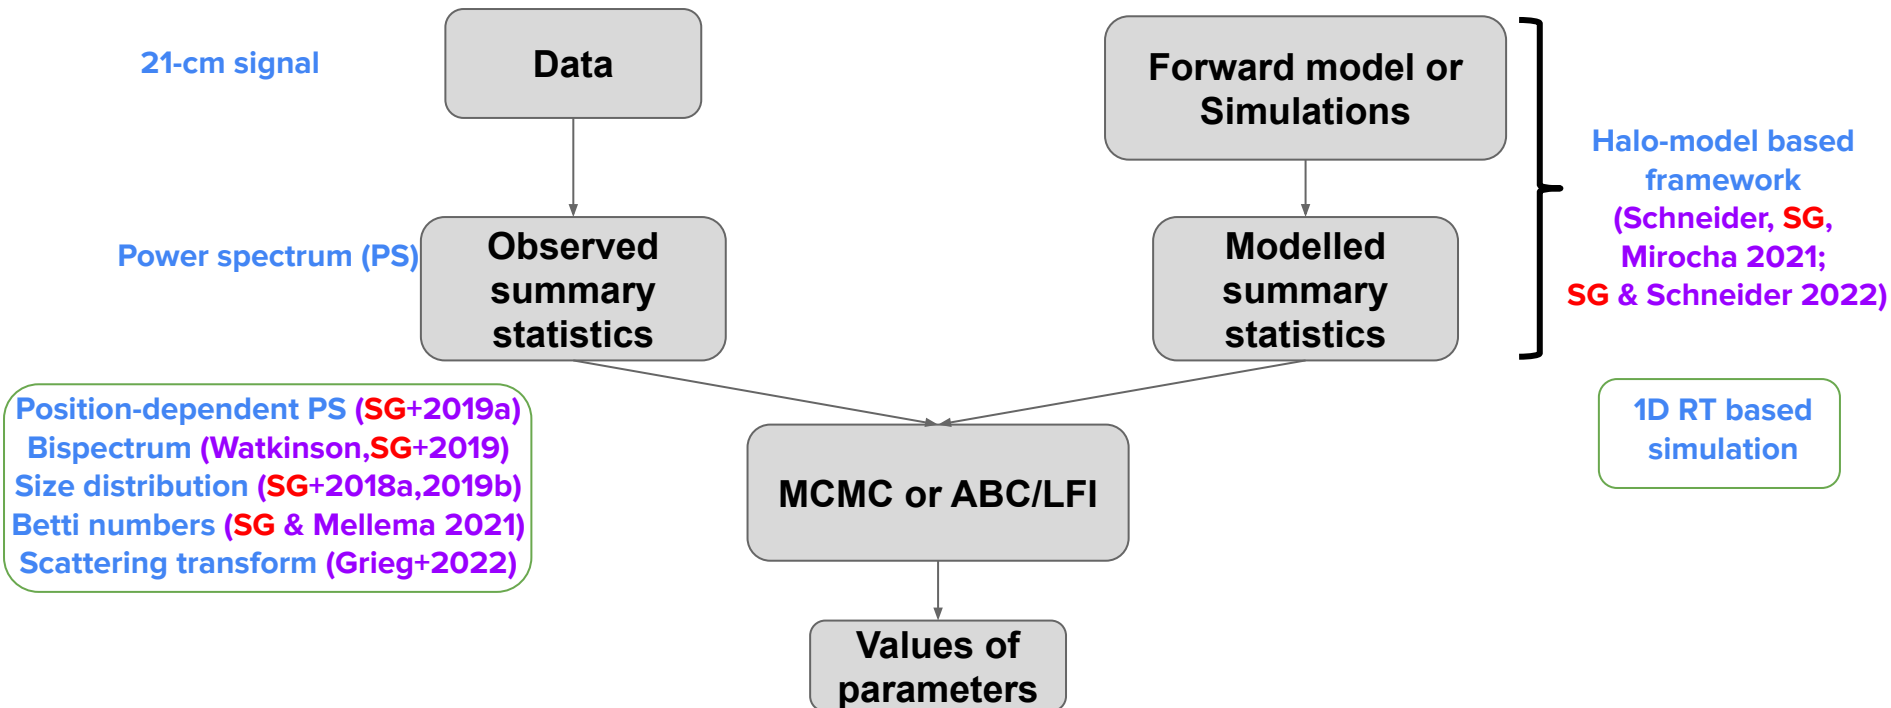 21-cm signal
Data
Forward model or
Simulations
Halo-model based
framework
(Schneider, SG,
Mirocha 2021;
SG & Schneider 2022)
Power spectrum (PS)
Observed
summary
statistics
Modelled
summary
statistics
Position-dependent PS (SG+2019a)
Bispectrum (Watkinson,SG+2019)
Size distribution (SG+2018a,2019b)
Betti numbers (SG & Mellema 2021)
Scattering transform (Grieg+2022)
1D RT based
simulation
MCMC or ABC/LFI
Values of
parameters